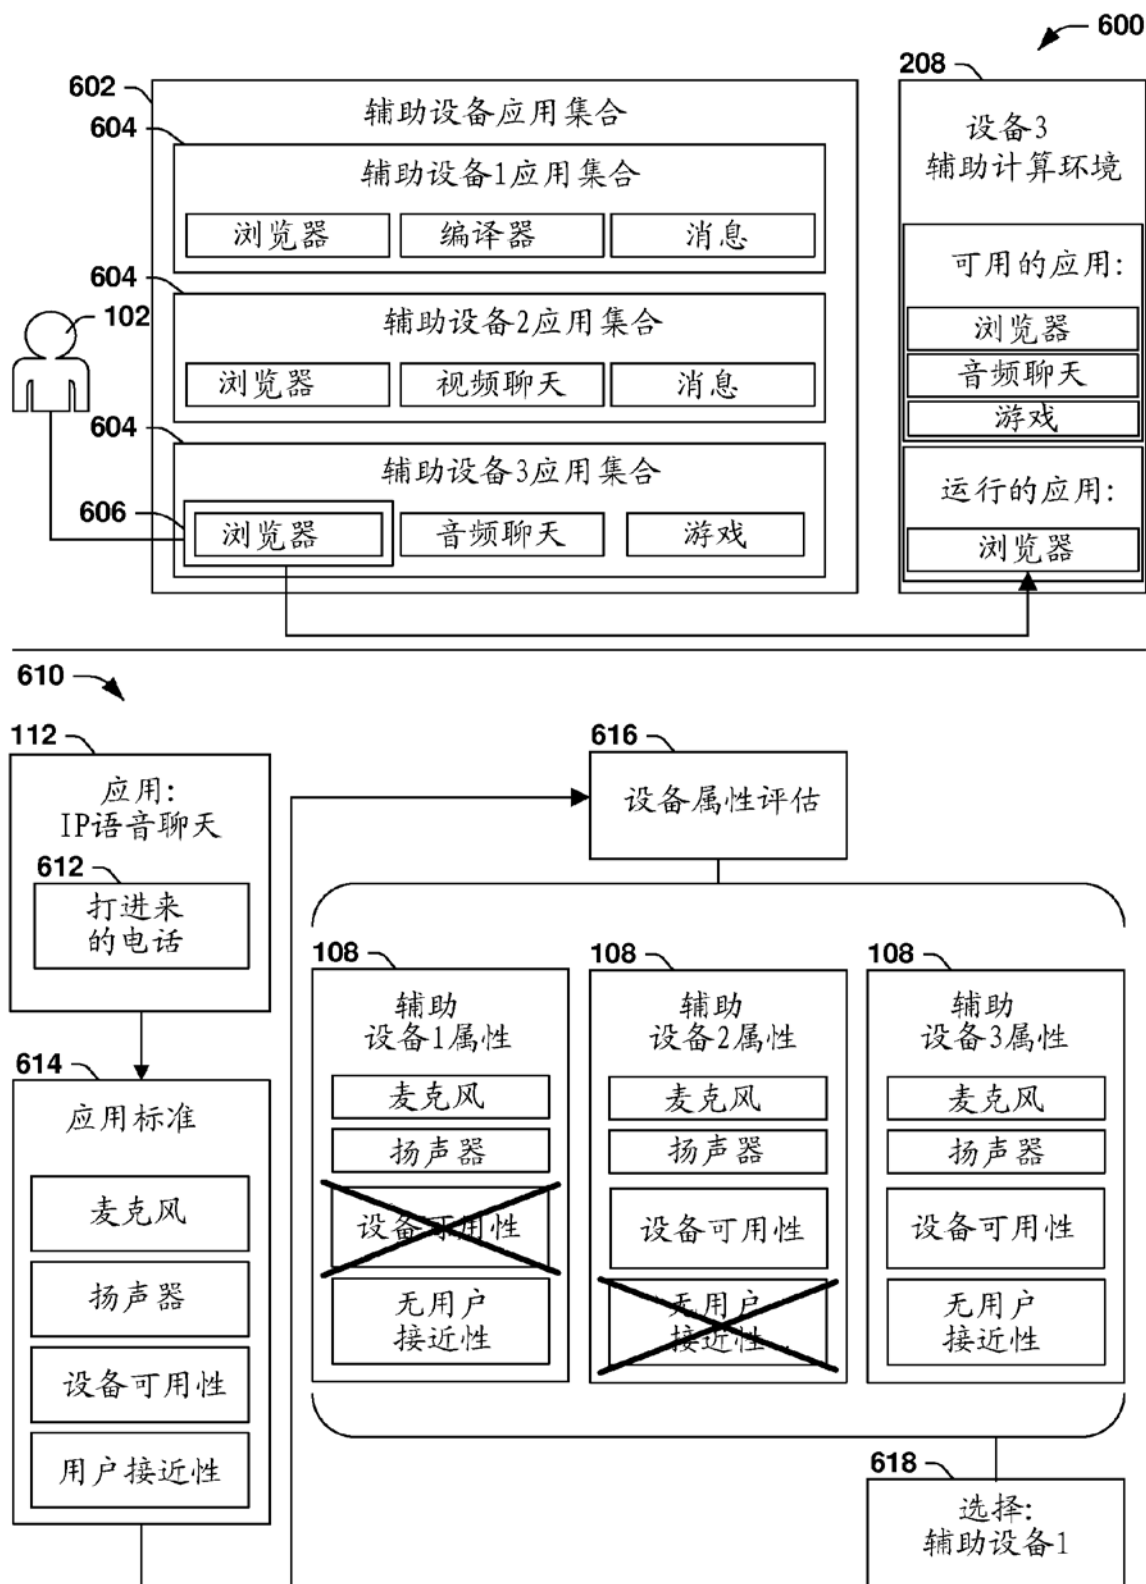 600
602
辅助设备应用集合
604
辅助设备1应用集合
浏览器
编译器
消息
604
辅助设备2应用集合
浏览器
视频聊天
消息
102
604
辅助设备3应用集合
606
浏览器
音频聊天
游戏
208
设备3
辅助计算环境
可用的应用:
浏览器
音频聊天
游戏
运行的应用:
浏览器
610
112
应用:
IP语音聊天
612
打进来
的电话
614
应用标准
麦克风
扬声器
设备可用性
用户接近性
616
设备属性评估
108
辅助
设备1属性
麦克风
扬声器
设备可用性
无用户
接近性
108
辅助
设备2属性
麦克风
扬声器
设备可用性
无用户
接近性
108
辅助
设备3属性
麦克风
扬声器
设备可用性
无用户
接近性
618
选择:
辅助设备1